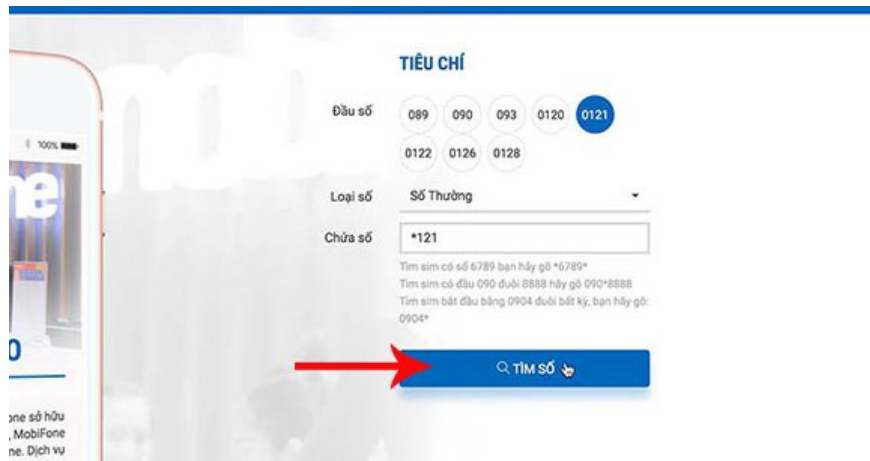 TIÊU CHÍ
Đầu số
089 090 093 0120 0121
0122 0126 0128
100%
ne
Loại số Số Thường
Chứa số *121
Tìm sim có số 6789 bạn hãy gõ *6789*
Tìm sim có đầu 090 đuôi 8888 hãy gõ 090*8888
Tìm sim bắt đầu bằng 0904 đuôi bất kỳ, bạn hãy gõ:
0904*
0
TÌM SỐ
one sở hữu
, MobiFone
ne. Dịch vụ